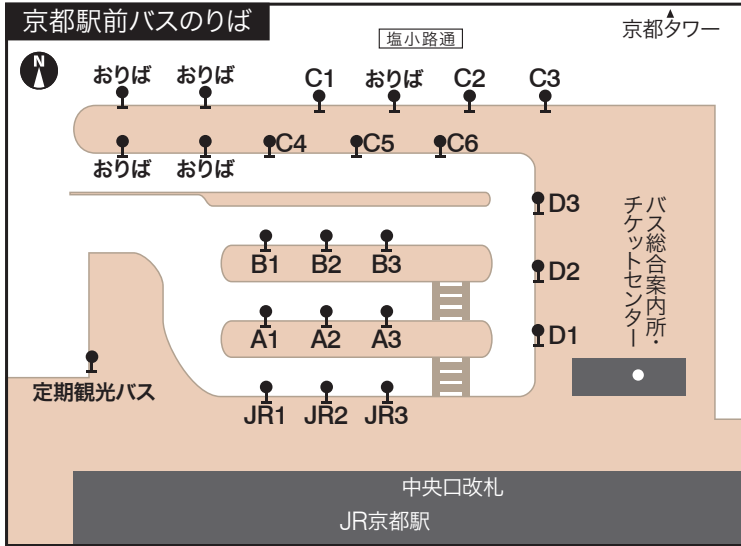 京都駅前バスのりば
塩小路通
京都タワー
N
おりば
おりば
C1
おりば
C2
C3
おりば
おりば
C4
C5
C6
D3
バス総合案内所・
チケットセンター
B1
B2
B3
D2
A1
A2
A3
D1
定期観光バス
JR1
JR2
JR3
中央口改札
JR京都駅